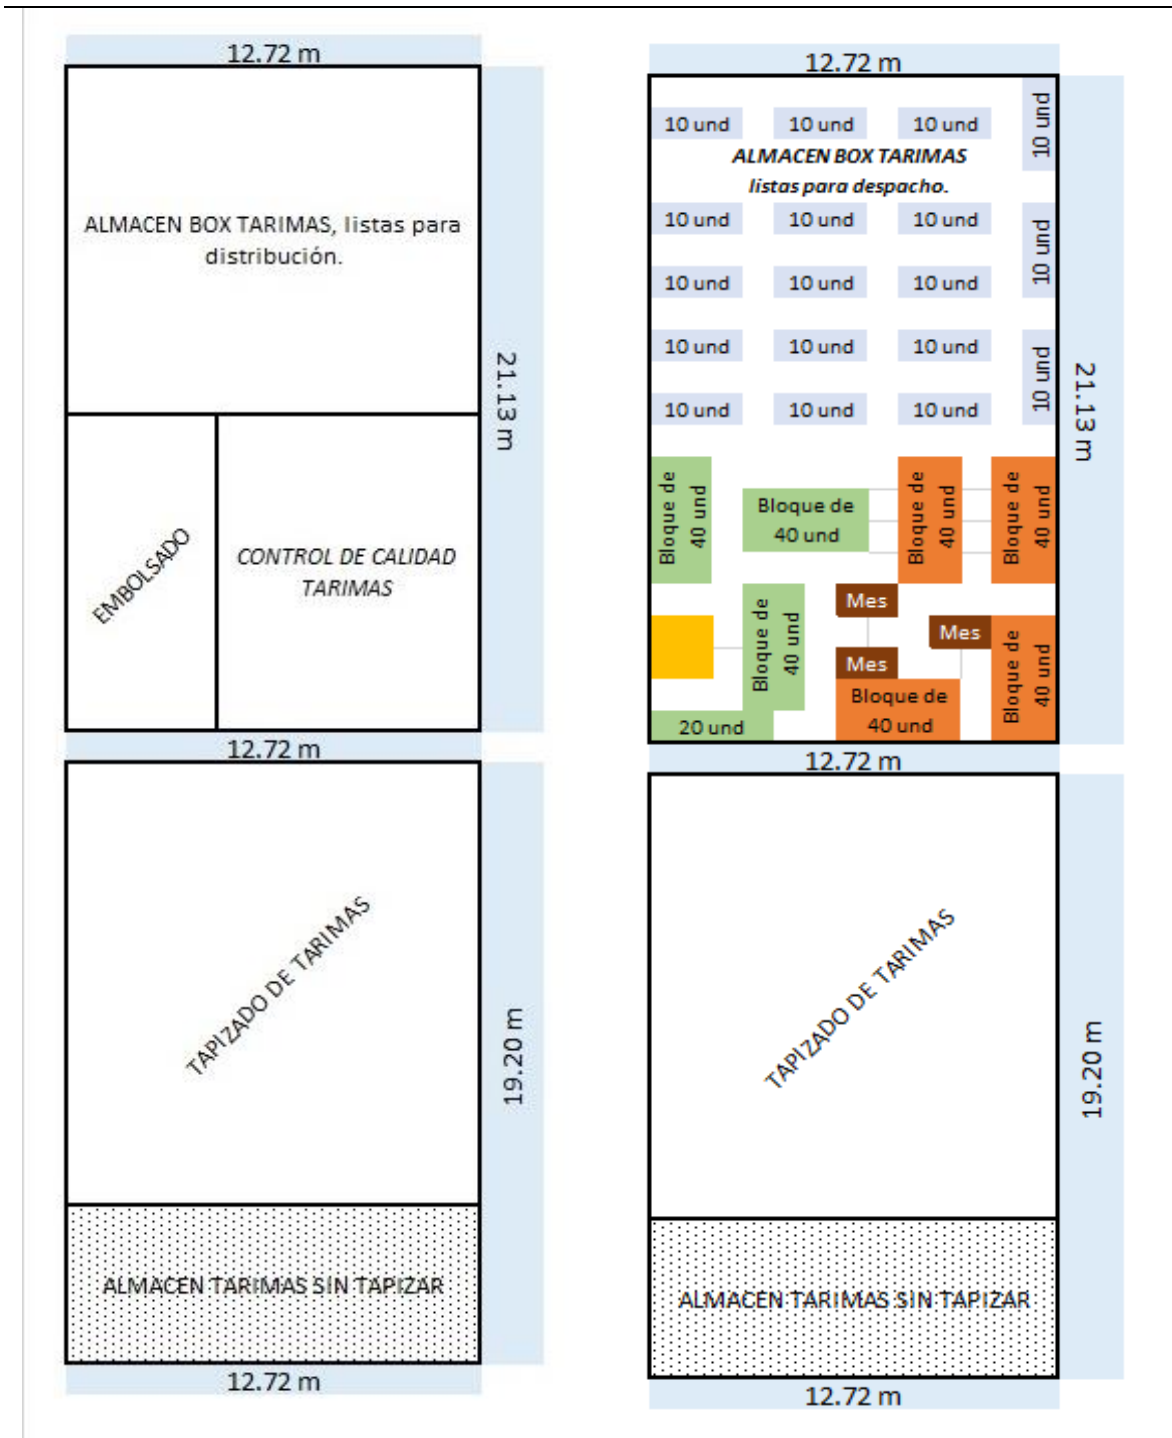 12.72 m
ALMACEN BOX TARIMAS, listas para
distribución.
21.13 m
EMBOLSADO
CONTROL DE CALIDAD
TARIMAS
12.72 m
TAPIZADO DE TARIMAS
19.20 m
ALMACEN TARIMAS SIN TAPIZAR
12.72 m
12.72 m
10 und 10 und 10 und
10 und
ALMACEN BOX TARIMAS
listas para despacho.
10 und 10 und 10 und
10 und
10 und 10 und 10 und
10 und 10 und 10 und
10 und
10 und 10 und 10 und
21.13 m
Bloque de
40 und
Bloque de
40 und
Bloque de
40 und
Bloque de
40 und
Mes
Bloque de
40 und
Mes
Mes
Bloque de
40 und
Bloque de
40 und
20 und
12.72 m
TAPIZADO DE TARIMAS
19.20 m
ALMACEN TARIMAS SIN TAPIZAR
12.72 m